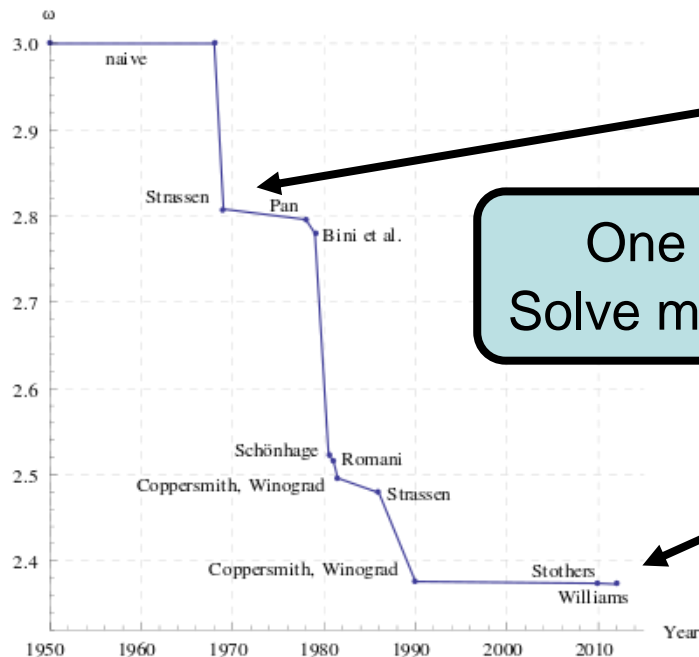 ω
3.0
naive
2.9
Strassen
Pan
2.8
Bini et al.
One
Solve m
2.7
2.6
Schönhage
Romani
2.5
Coppersmith, Winograd
Strassen
2.4
Coppersmith, Winograd
Stothers
Williams
Year
1950 1960 1970 1980 1990 2000 2010